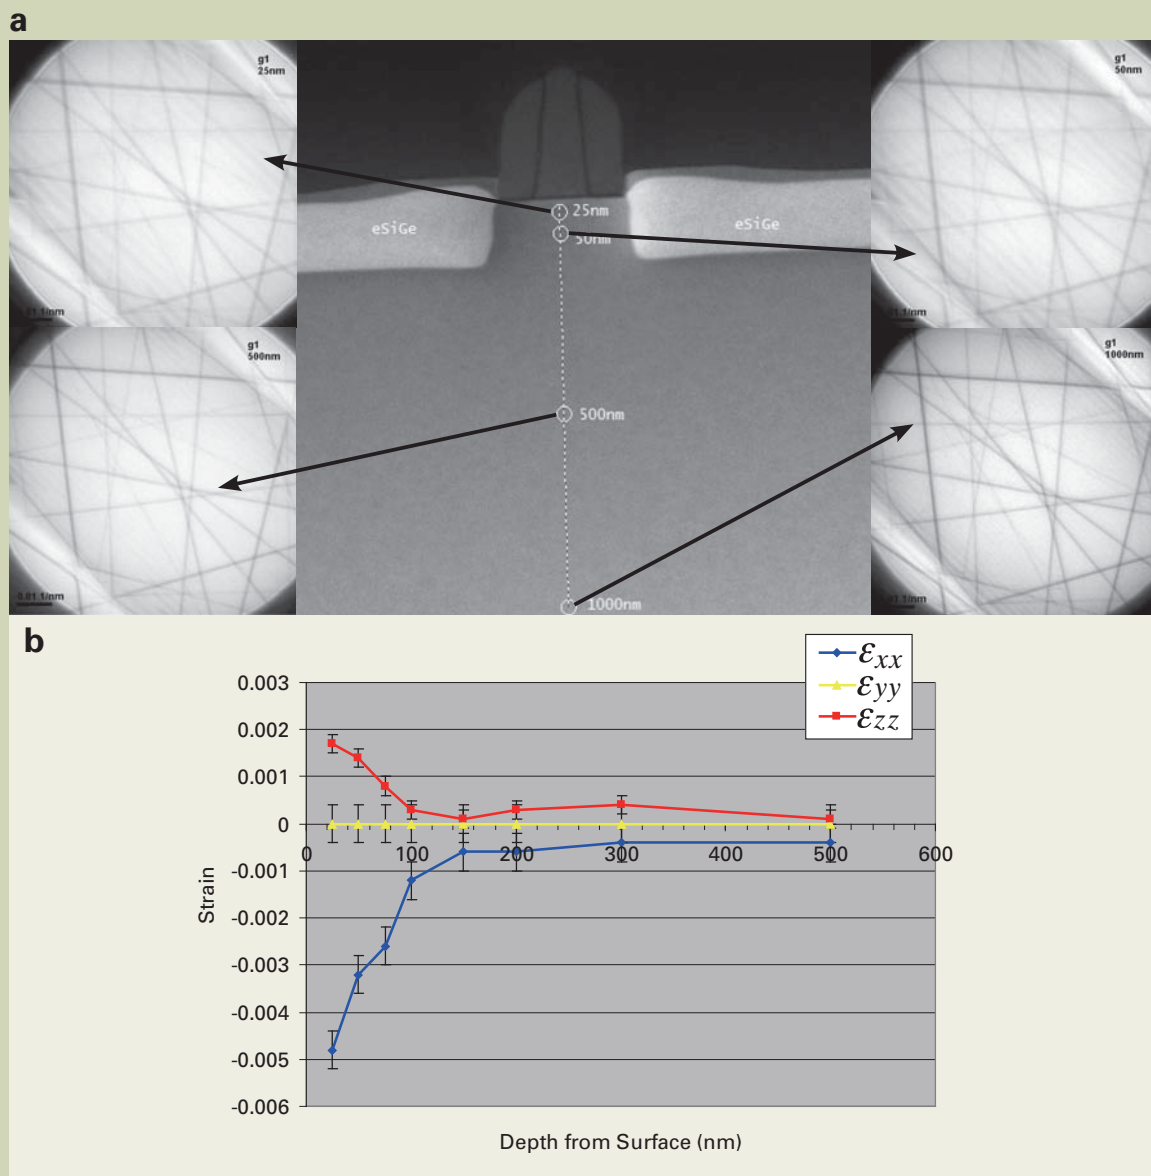 a
g1
25nm
g1
50nm
25nm
50nm
eSiGe
eSiGe
g1
500nm
g1
1000nm
500nm
1000nm
b
εxx
εyy
εzz
0.003
0.002
0.001
0
-0.001
-0.002
-0.003
-0.004
-0.005
-0.006
0 100 200 300 400 500 600
Strain
Depth from Surface (nm)